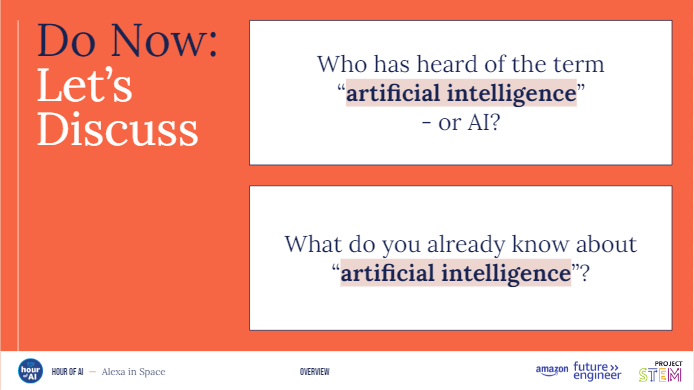 Do Now:
Let's
Discuss
Who has heard of the term
“artificial intelligence”
- or AI?
What do you already know about
“artificial intelligence”?
hour
of AI
HOUR OF AI — Alexa in Space
OVERVIEW
amazon future
engineer
PROJECT
STEM